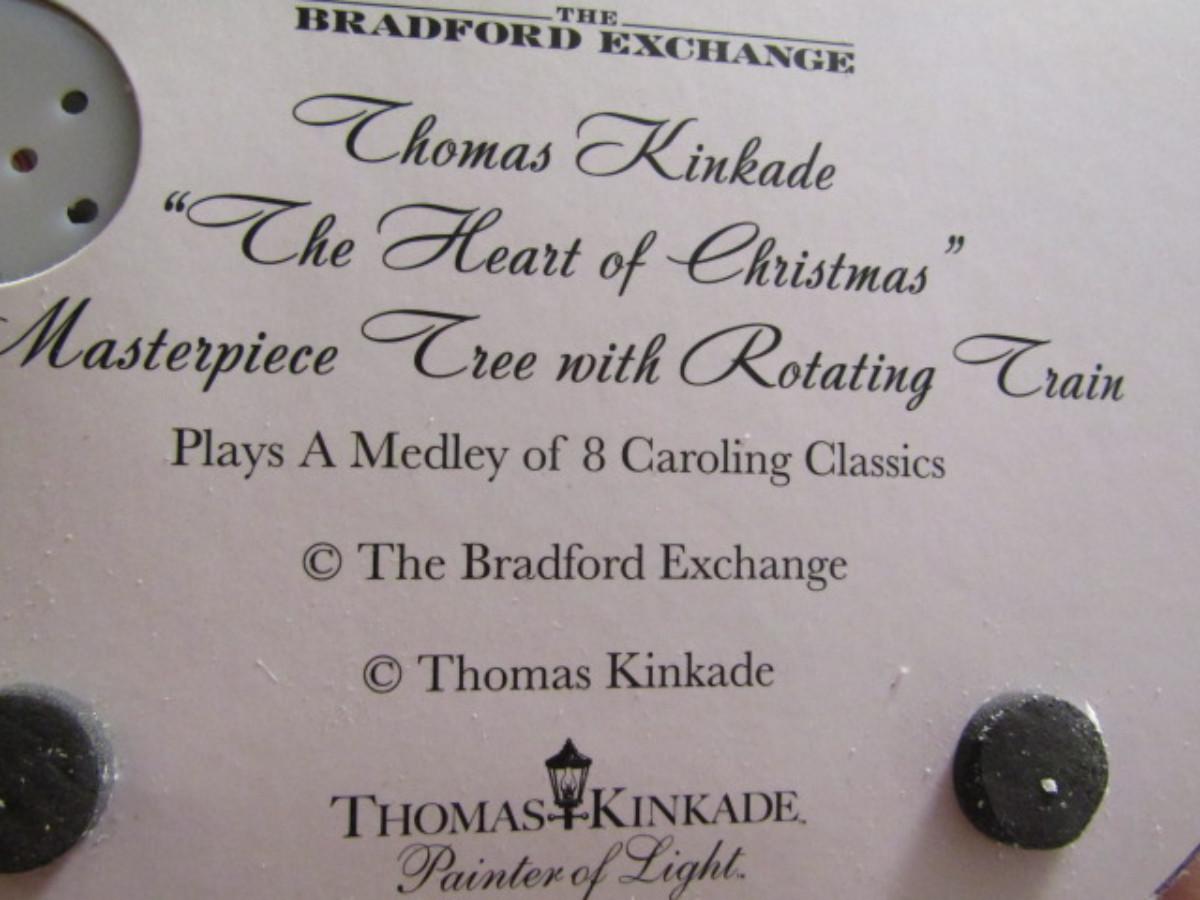 THE
BRADFORD EXCHANGE
Thomas Kinkade
“The Heart of Christmas”
Masterpiece Tree with Rotating Train
Plays A Medley of 8 Caroling Classics
© The Bradford Exchange
© Thomas Kinkade
THOMAS KINKADE
Painter of Light™